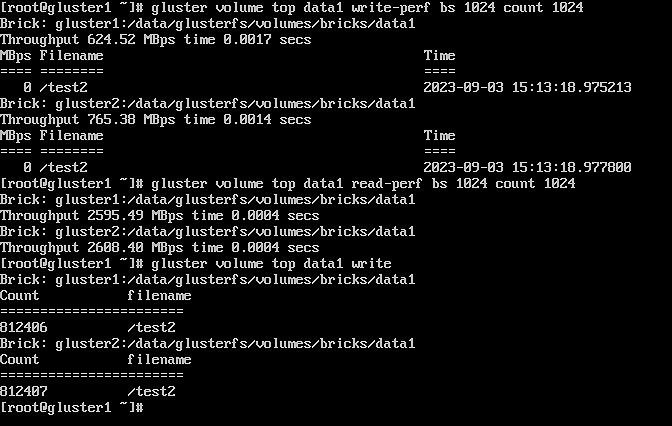 [root@gluster1 ~]# gluster volume top data1 write-perf bs 1024 count 1024
Brick: gluster1:/data/glusterfs/volumes/bricks/data1
Throughput 624.52 MBps time 0.0017 secs
MBps Filename                                        Time
==== ========                                        ====
   0 /test2                                          2023-09-03 15:13:18.975213
Brick: gluster2:/data/glusterfs/volumes/bricks/data1
Throughput 765.38 MBps time 0.0014 secs
MBps Filename                                        Time
==== ========                                        ====
   0 /test2                                          2023-09-03 15:13:18.977800
[root@gluster1 ~]# gluster volume top data1 read-perf bs 1024 count 1024
Brick: gluster1:/data/glusterfs/volumes/bricks/data1
Throughput 2595.49 MBps time 0.0004 secs
Brick: gluster2:/data/glusterfs/volumes/bricks/data1
Throughput 2608.40 MBps time 0.0004 secs
[root@gluster1 ~]# gluster volume top data1 write
Brick: gluster1:/data/glusterfs/volumes/bricks/data1
Count           filename
=======================
812406          /test2
Brick: gluster2:/data/glusterfs/volumes/bricks/data1
Count           filename
=======================
812407          /test2
[root@gluster1 ~]#